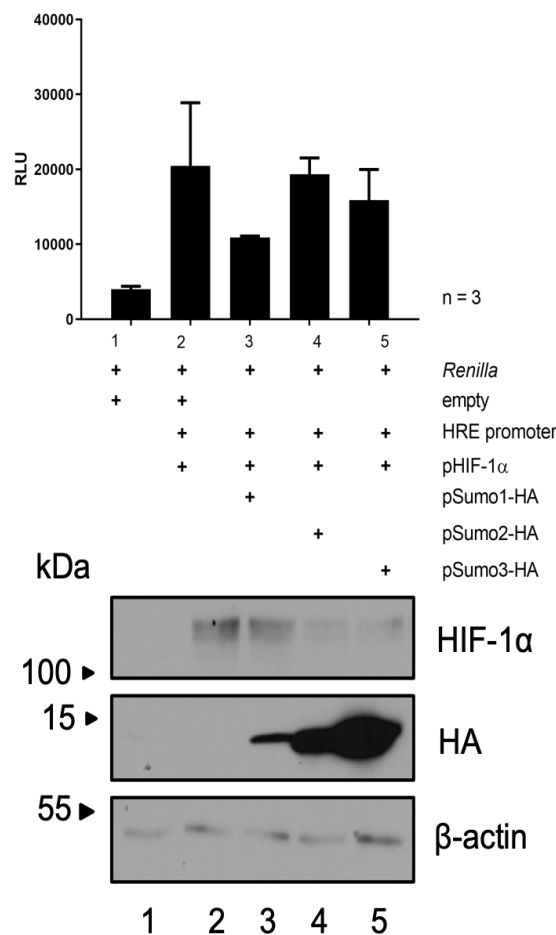 40000
30000
20000
10000
0
RLU
n = 3
1 2 3 4 5
+ + + + + Renilla
+ + empty
+ + + + HRE promoter
+ + + + pHIF-1α
+ pSumo1-HA
+ pSumo2-HA
+ pSumo3-HA
kDa
HIF-1α
100
15
HA
55
β-actin
1 2 3 4 5